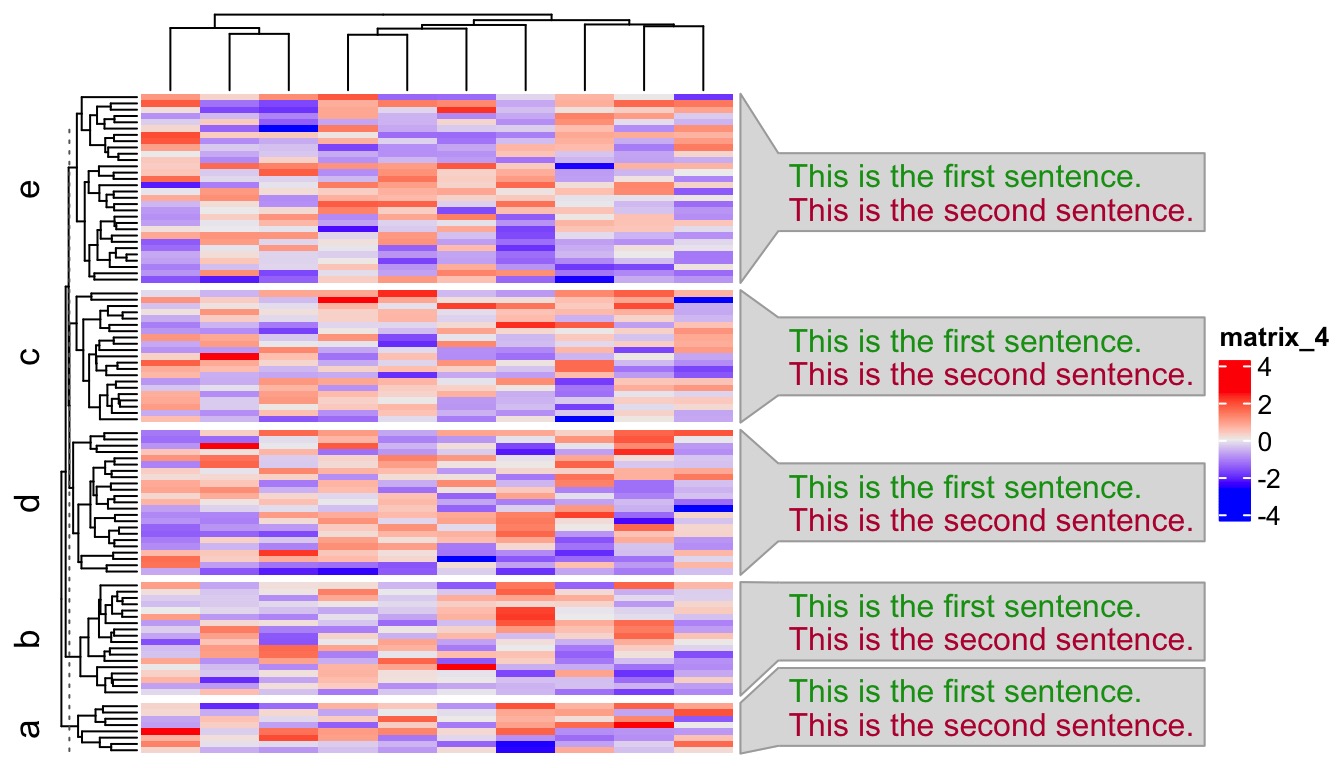 e
This is the first sentence.
This is the second sentence.
c
This is the first sentence.
This is the second sentence.
d
This is the first sentence.
This is the second sentence.
b
This is the first sentence.
This is the second sentence.
a
This is the first sentence.
This is the second sentence.
matrix_4
4
2
0
-2
-4